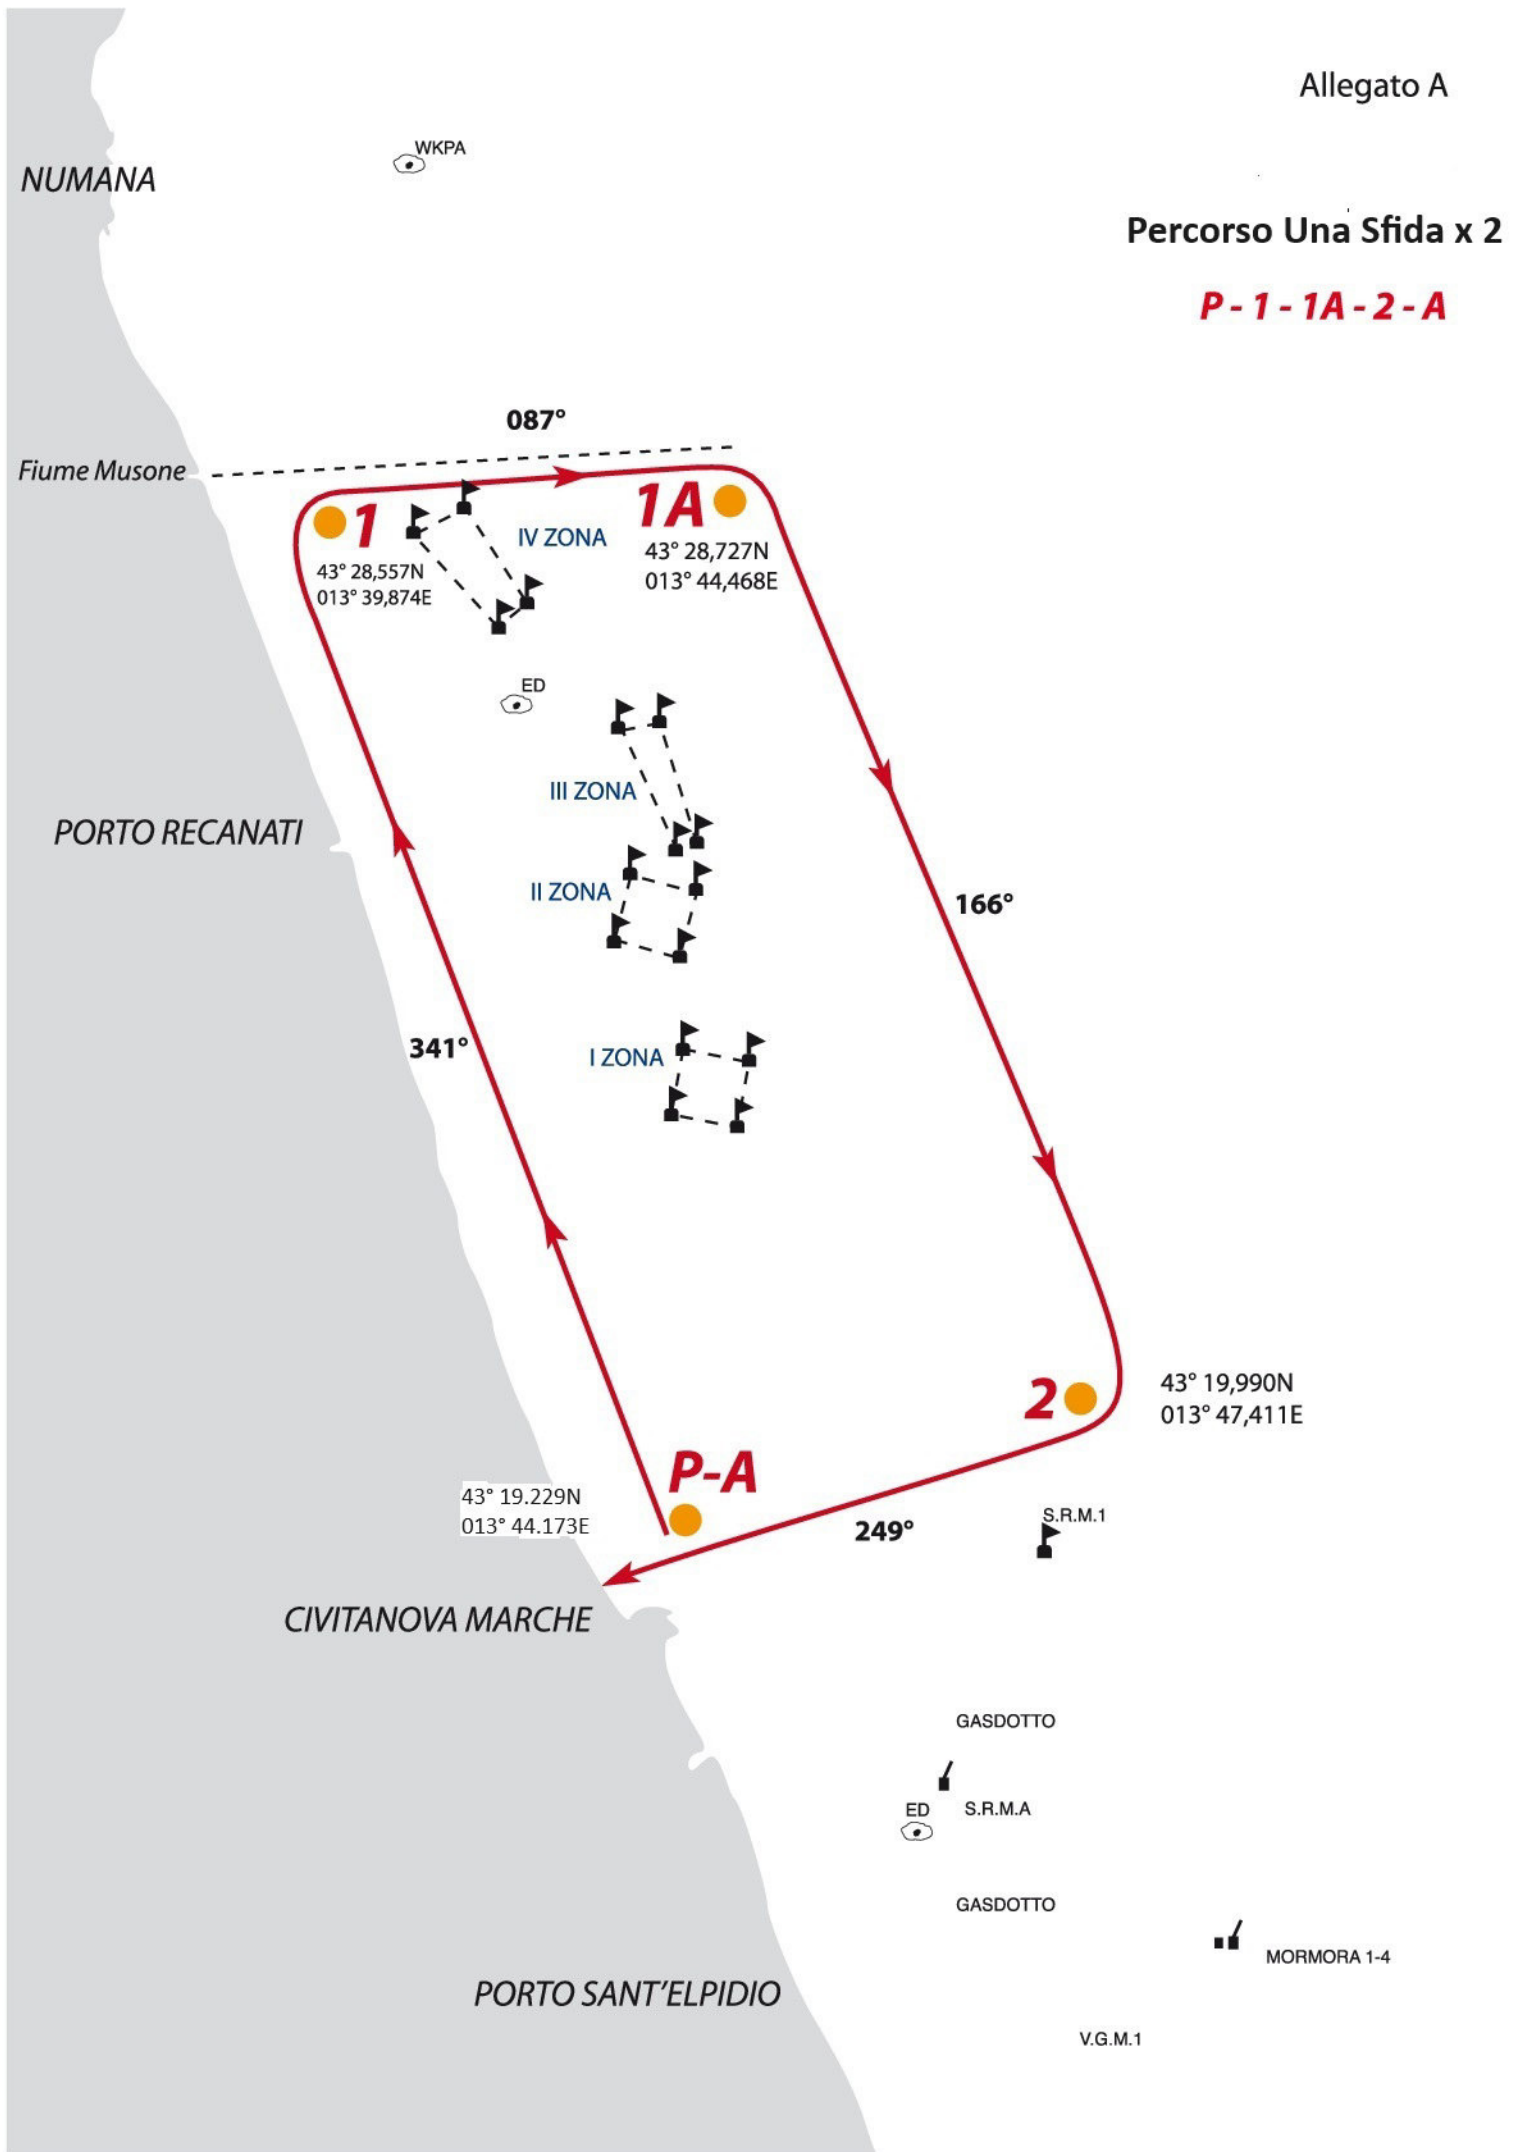 Allegato A
WKPA
NUMANA
Percorso Una Sfida x 2
P - 1 - 1A - 2 - A
087°
Fiume Musone
1
1A
IV ZONA
43° 28,727N
013° 44,468E
43° 28,557N
013° 39,874E
ED
III ZONA
PORTO RECANATI
II ZONA
166°
341°
I ZONA
2
43° 19,990N
013° 47,411E
P-A
43° 19.229N
013° 44.173E
249°
S.R.M.1
CIVITANOVA MARCHE
GASDOTTO
ED
S.R.M.A
GASDOTTO
MORMORA 1-4
PORTO SANT'ELPIDIO
V.G.M.1